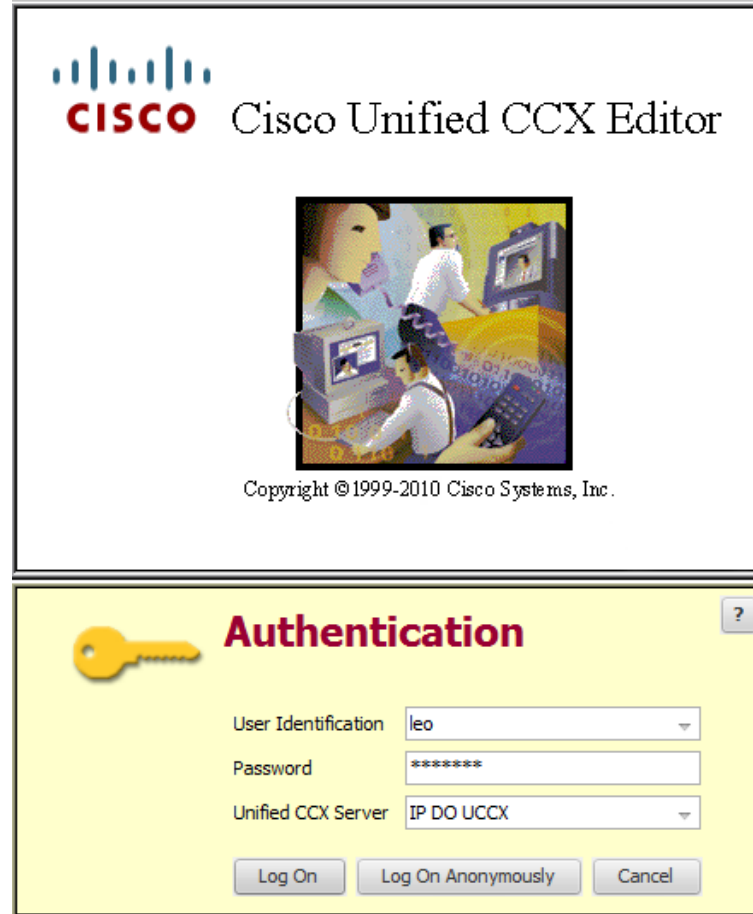 CISCO Cisco Unified CCX Editor
Copyright ©1999-2010 Cisco Systems, Inc.
Authentication
?
User Identification leo
Password *******
Unified CCX Server IP DO UCCX
Log On Log On Anonymously Cancel